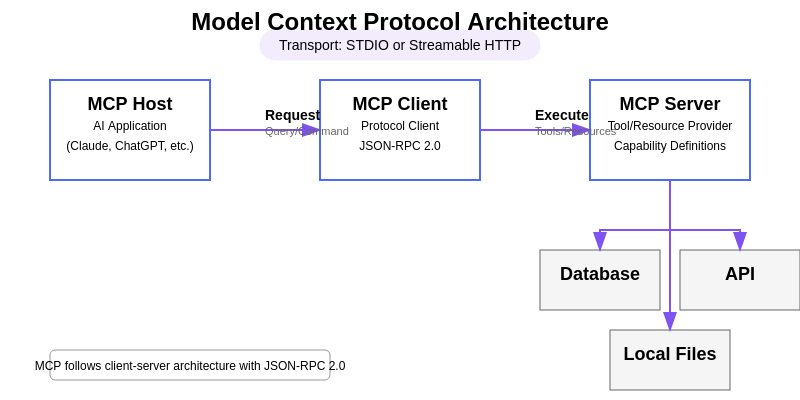 Model Context Protocol Architecture
Transport: STDIO or Streamable HTTP
MCP Host
AI Application
(Claude, ChatGPT, etc.)
Request
Query/Command
MCP Client
Protocol Client
JSON-RPC 2.0
Execute
Tools/Resources
MCP Server
Tool/Resource Provider
Capability Definitions
Database
API
Local Files
MCP follows client-server architecture with JSON-RPC 2.0